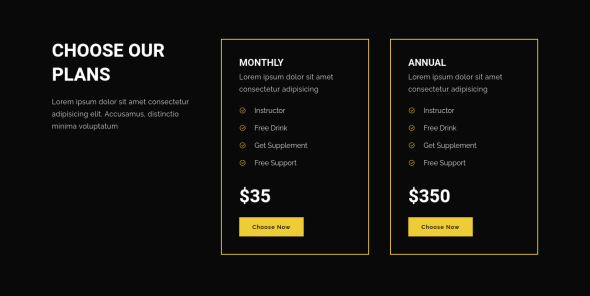 CHOOSE OUR
PLANS
Lorem ipsum dolor sit amet consectetur
adipisicing elit. Accusamus, distinctio
minima voluptatum
MONTHLY
Lorem ipsum dolor sit amet
consectetur adipisicing
Instructor
Free Drink
Get Supplement
Free Support
$35
Choose Now
ANNUAL
Lorem ipsum dolor sit amet
consectetur adipisicing
Instructor
Free Drink
Get Supplement
Free Support
$350
Choose Now